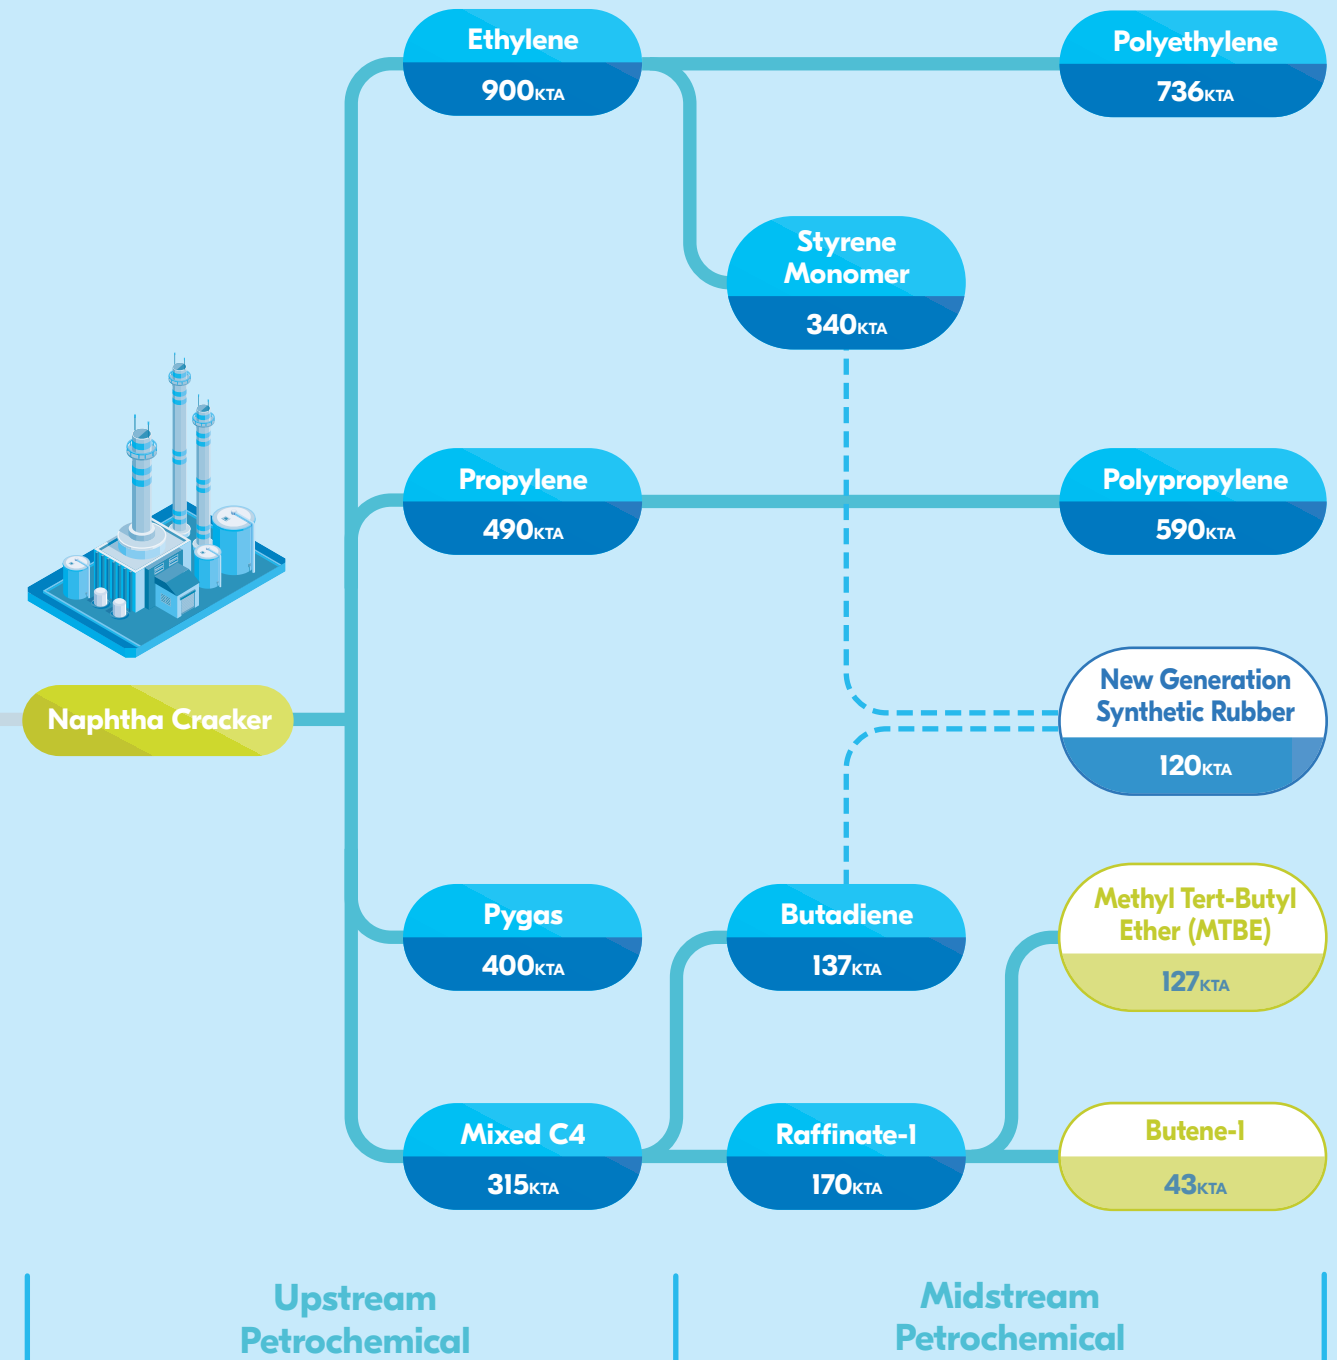 Ethylene
900KTA
Polyethylene
736KTA
Styrene
Monomer
340KTA
Propylene
490KTA
Polypropylene
590KTA
New Generation
Synthetic Rubber
120KTA
Naphtha Cracker
Pygas
400KTA
Butadiene
137KTA
Methyl Tert-Butyl
Ether (MTBE)
127KTA
Mixed C4
315KTA
Raffinate-1
170KTA
Butene-1
43KTA
Upstream
Petrochemical
Midstream
Petrochemical